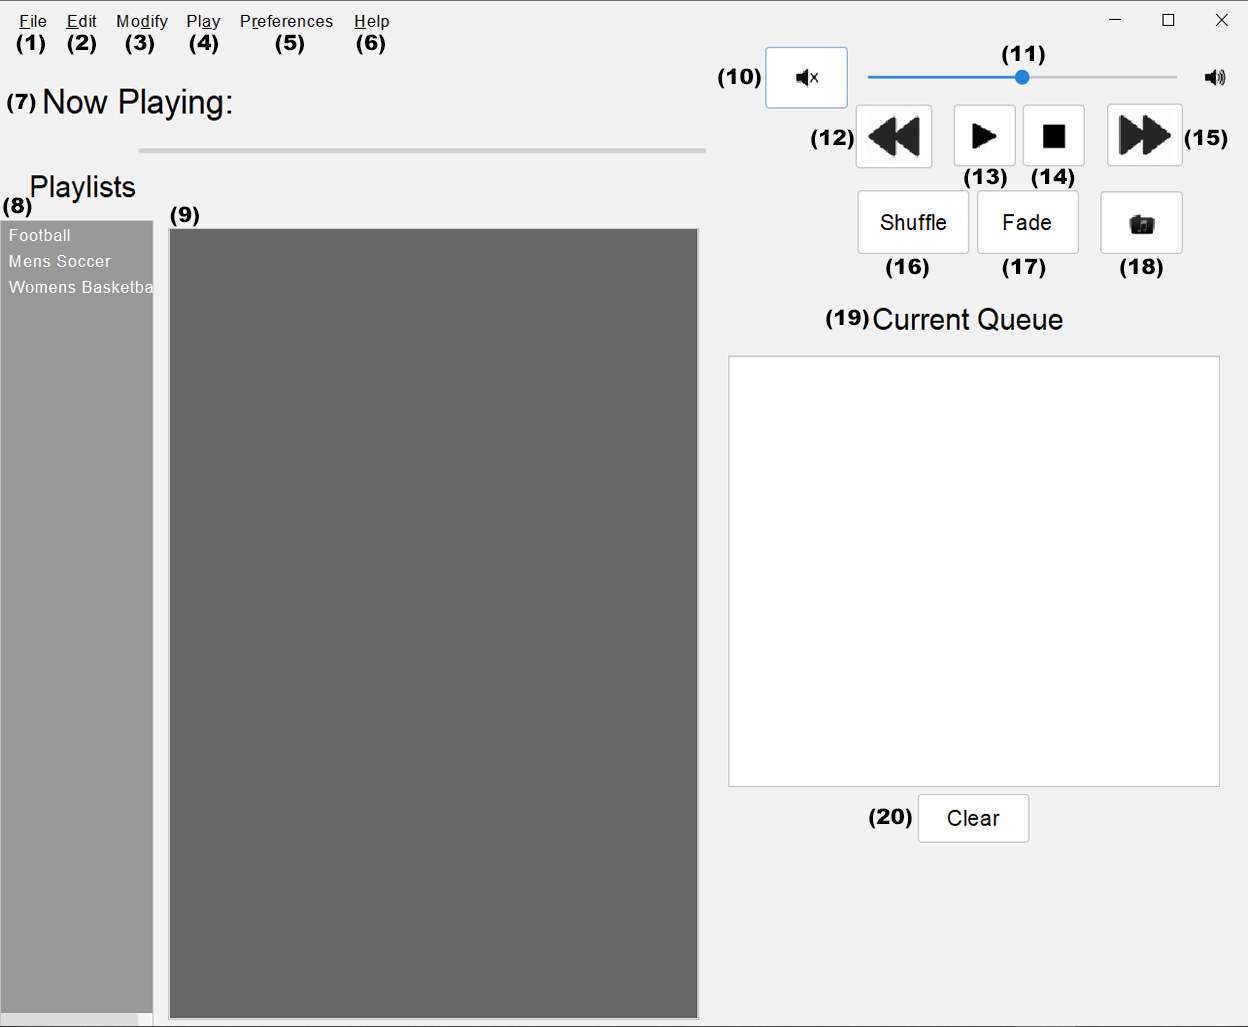 File Edit Modify Play Preferences Help
(1) (2) (3) (4) (5) (6)
(11)
(10)
(7) Now Playing:
(12)
(15)
(13) (14)
Playlists
(8)
(9)
Shuffle Fade
Football
Mens Soccer
Womens Basketba
(16) (17) (18)
(19) Current Queue
(20) Clear